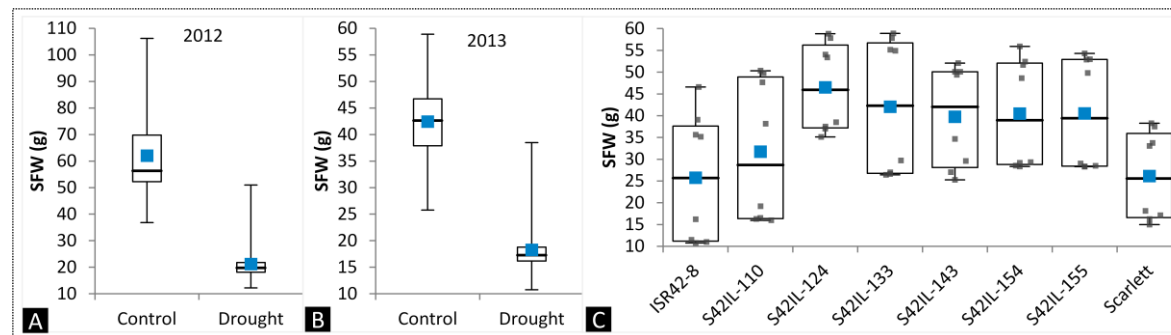 SFW (g)
110
100
90
80
70
60
50
40
30
20
10
2012
Control Drought
A
SFW (g)
60
55
50
45
40
35
30
25
20
15
10
2013
Control Drought
B
SFW (g)
60
55
50
45
40
35
30
25
20
15
10
ISR42-8
S42IL-110
S42IL-124
S42IL-133
S42IL-143
S42IL-154
S42IL-155
Scarlett
C